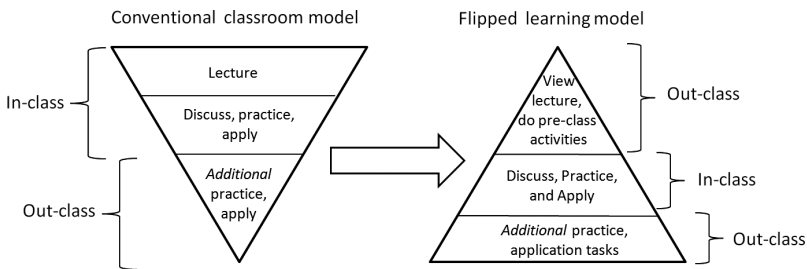 Conventional classroom model
Flipped learning model
In-class
Lecture
Discuss, practice,
apply
Out-class
Additional
practice,
apply
View
lecture,
do pre-class
activities
Out-class
Discuss, Practice,
and Apply
In-class
Additional practice,
application tasks
Out-class